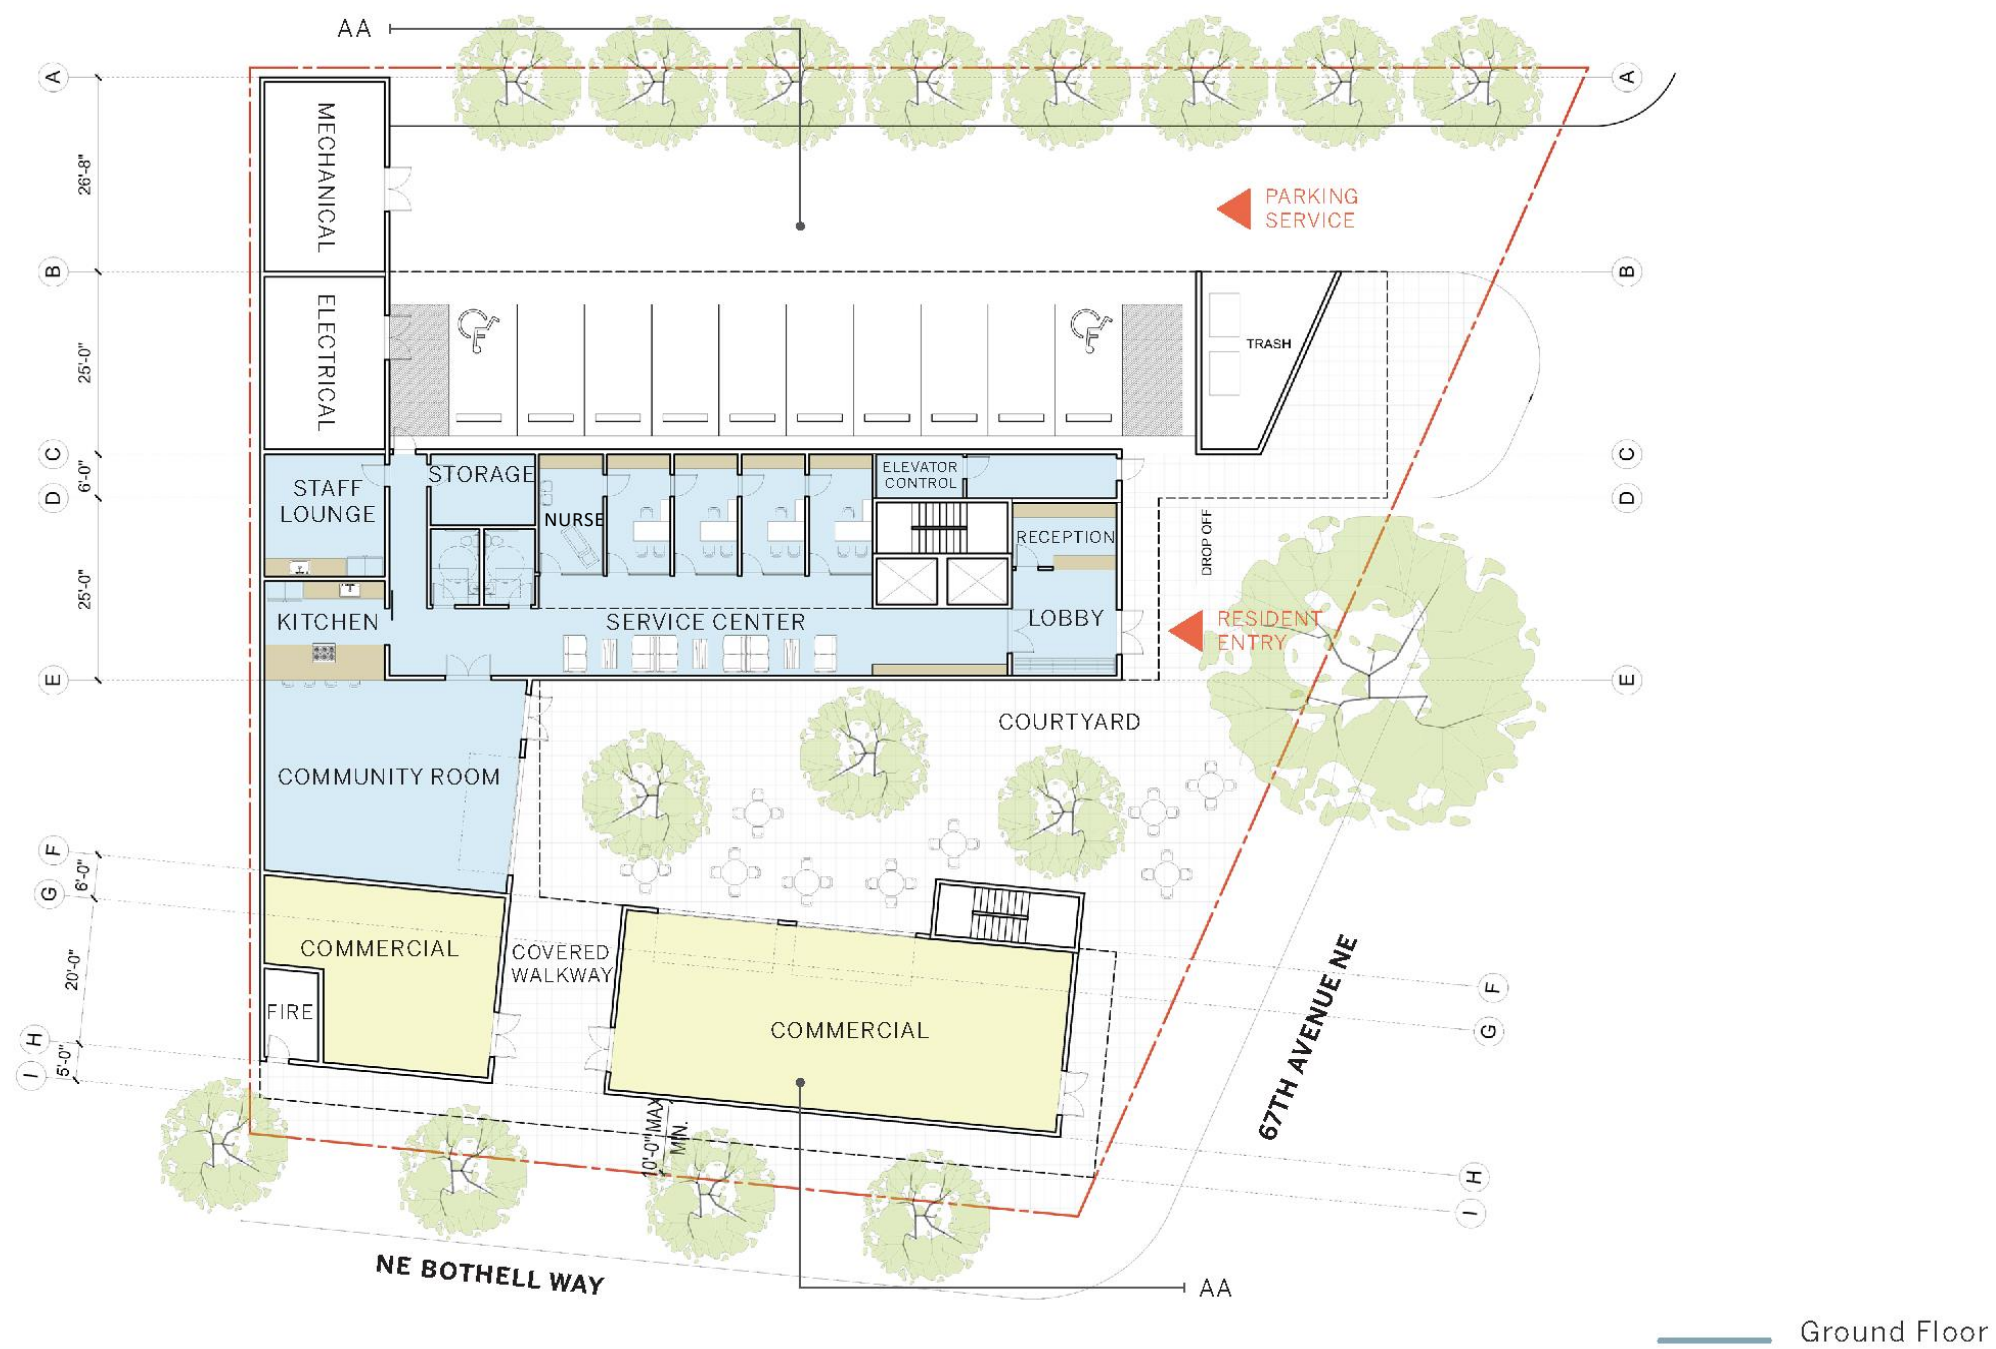 AA
A
A
MECHANICAL
26'-8"
PARKING
SERVICE
B
B
ELECTRICAL
25'-0"
TRASH
C
C
6'-0"
STORAGE
ELEVATOR
CONTROL
STAFF
LOUNGE
D
D
NURSE
RECEPTION
DROP OFF
25'-0"
KITCHEN
SERVICE CENTER
LOBBY
RESIDENT
ENTRY
E
E
COURTYARD
COMMUNITY ROOM
F
6'-0"
G
COMMERCIAL
COVERED
WALKWAY
20'-0"
FIRE
COMMERCIAL
F
G
67TH AVENUE NE
H
5'-0"
I
10'-0" MAX
MIN.
H
I
NE BOTHELL WAY
AA
Ground Floor